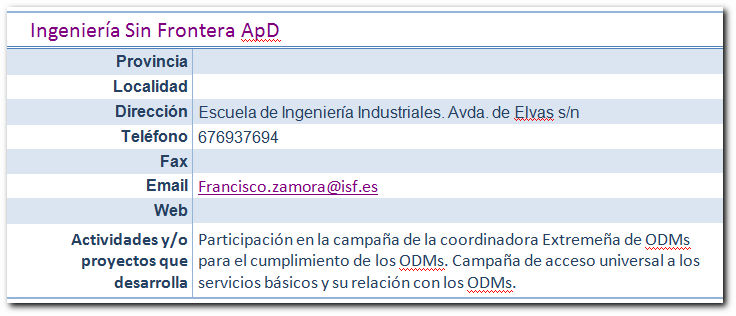 Ingeniería Sin Frontera ApD
Provincia
Localidad
Dirección Escuela de Ingeniería Industriales. Avda. de Elvas s/n
Teléfono 676937694
Fax
Email Francisco.zamora@isf.es
Web
Actividades y/o Participación en la campaña de la coordinadora Extremeña de ODMs
proyectos que para el cumplimiento de los ODMs. Campaña de acceso universal a los
desarrolla servicios básicos y su relación con los ODMs.